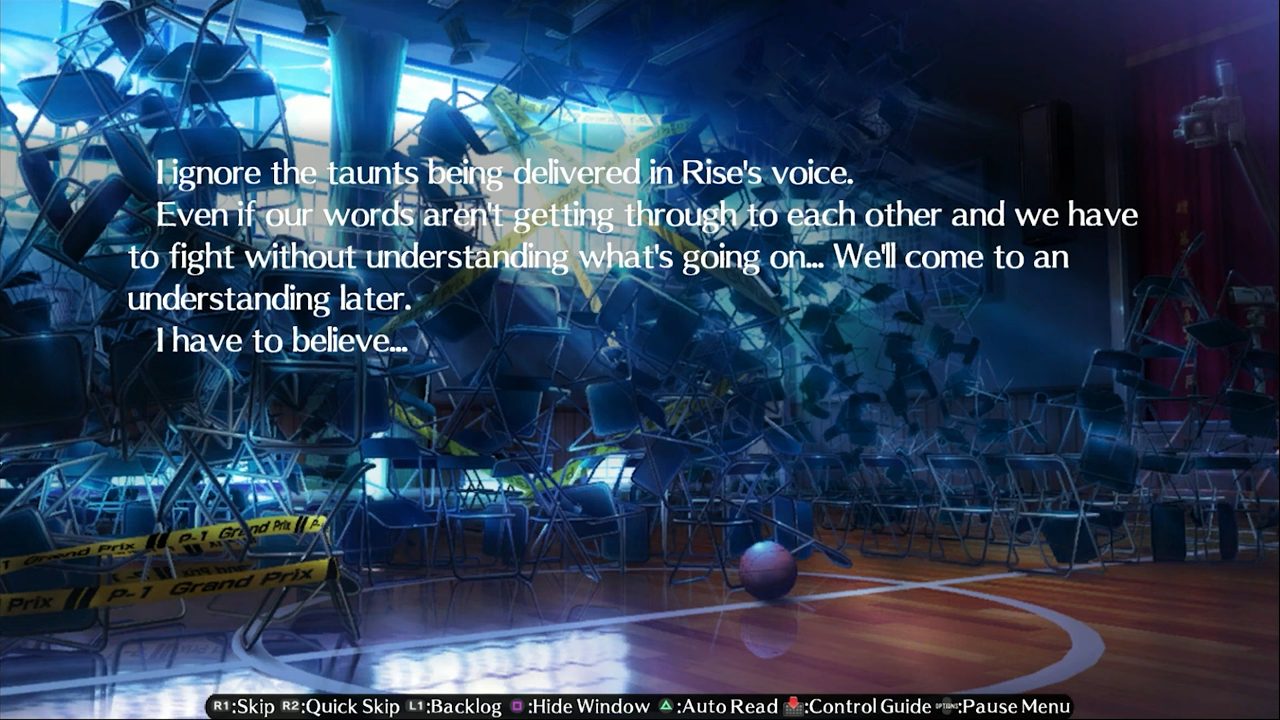 I ignore the taunts being delivered in Rise's voice.
Even if our words aren't getting through to each other and we have
to fight without understanding what's going on... We'll come to an
understanding later.
I have to believe...
Grand Prix P-1 Grand Prix P-
Prix P-1 Grand Prix
R1:Skip R2:Quick Skip L1:Backlog :Hide Window :Auto Read :Control Guide OPTIONS:Pause Menu